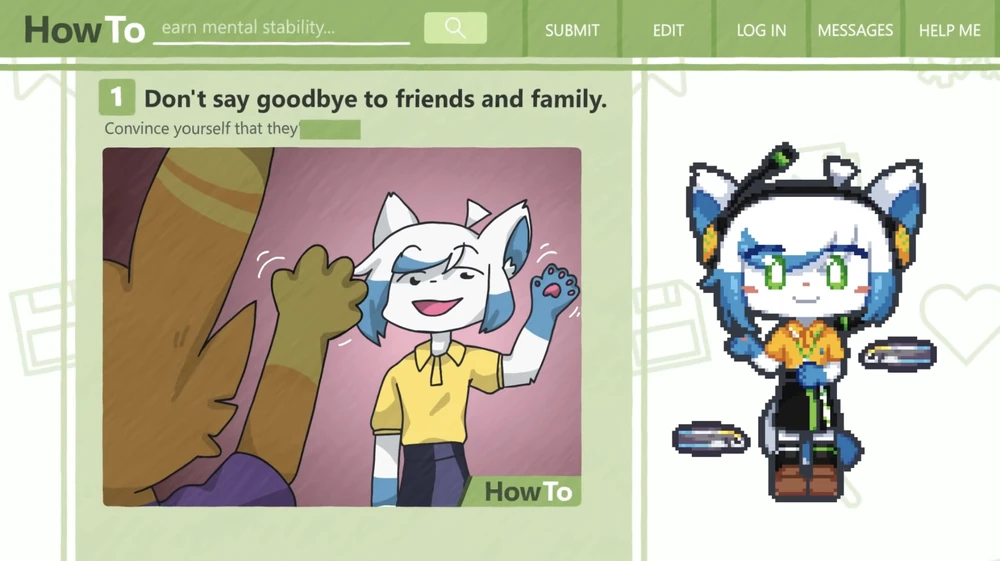 HowTo
earn mental stability...
SUBMIT
EDIT
LOG IN
MESSAGES
HELP ME
1 Don't say goodbye to friends and family.
Convince yourself that they'
HowTo